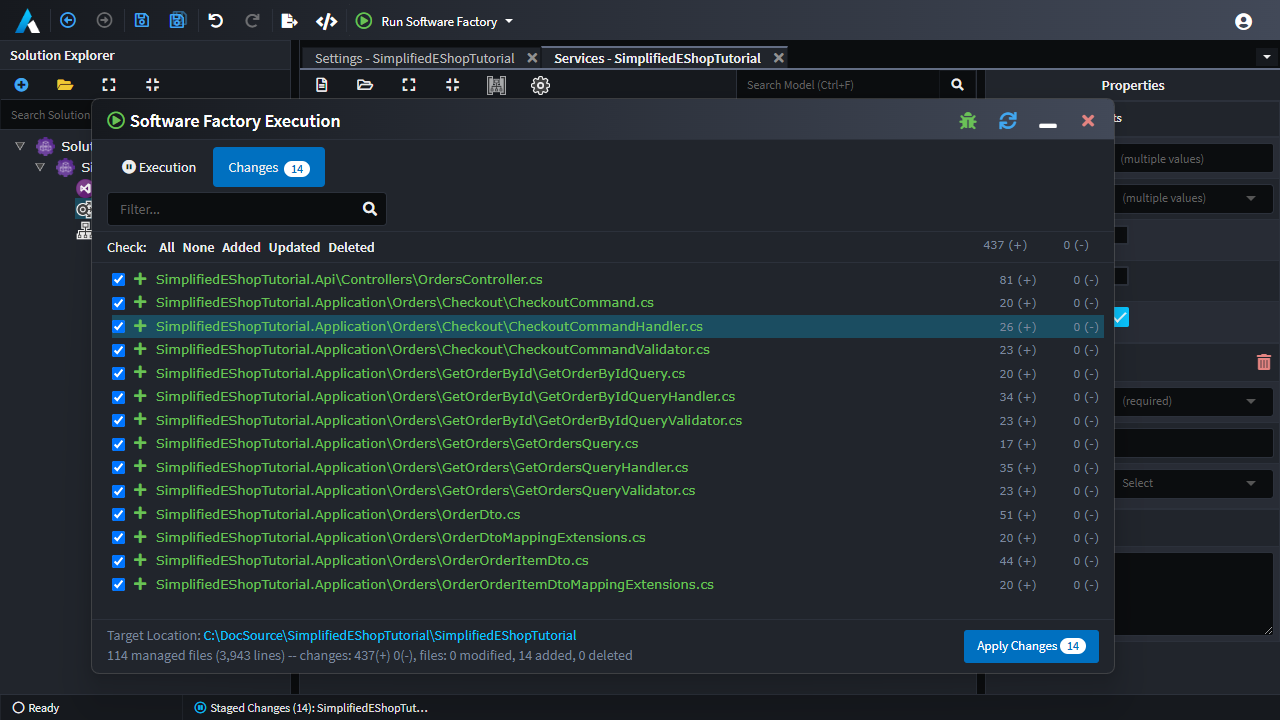 Run Software Factory
Solution Explorer
Settings - SimplifiedEShopTutorial
Services - SimplifiedEShopTutorial
Search Model (Ctrl+F)
Properties
Search Solution
Software Factory Execution
(multiple values)
(multiple values)
Execution
Changes 14
Filter...
Check: All None Added Updated Deleted 437 (+) 0 (-)
SimplifiedEShopTutorial.Api\Controllers\OrdersController.cs 81 (+) 0 (-)
SimplifiedEShopTutorial.Application\Orders\Checkout\CheckoutCommand.cs 20 (+) 0 (-)
SimplifiedEShopTutorial.Application\Orders\Checkout\CheckoutCommandHandler.cs 26 (+) 0 (-)
SimplifiedEShopTutorial.Application\Orders\Checkout\CheckoutCommandValidator.cs 23 (+) 0 (-)
SimplifiedEShopTutorial.Application\Orders\GetOrderById\GetOrderByIdQuery.cs 20 (+) 0 (-)
SimplifiedEShopTutorial.Application\Orders\GetOrderById\GetOrderByIdQueryHandler.cs 34 (+) 0 (-)
SimplifiedEShopTutorial.Application\Orders\GetOrderById\GetOrderByIdQueryValidator.cs 23 (+) 0 (-)
SimplifiedEShopTutorial.Application\Orders\GetOrders\GetOrdersQuery.cs 17 (+) 0 (-)
SimplifiedEShopTutorial.Application\Orders\GetOrders\GetOrdersQueryHandler.cs 35 (+) 0 (-)
SimplifiedEShopTutorial.Application\Orders\GetOrders\GetOrdersQueryValidator.cs 23 (+) 0 (-)
SimplifiedEShopTutorial.Application\Orders\OrderDto.cs 51 (+) 0 (-)
SimplifiedEShopTutorial.Application\Orders\OrderDtoMappingExtensions.cs 20 (+) 0 (-)
SimplifiedEShopTutorial.Application\Orders\OrderOrderItemDto.cs 44 (+) 0 (-)
SimplifiedEShopTutorial.Application\Orders\OrderOrderItemDtoMappingExtensions.cs 20 (+) 0 (-)
(required)
Select
Target Location: C:\DocSource\SimplifiedEShopTutorial\SimplifiedEShopTutorial
114 managed files (3,943 lines) -- changes: 437(+) 0(-), files: 0 modified, 14 added, 0 deleted
Apply Changes 14
Ready
Staged Changes (14): SimplifiedEShopTut...